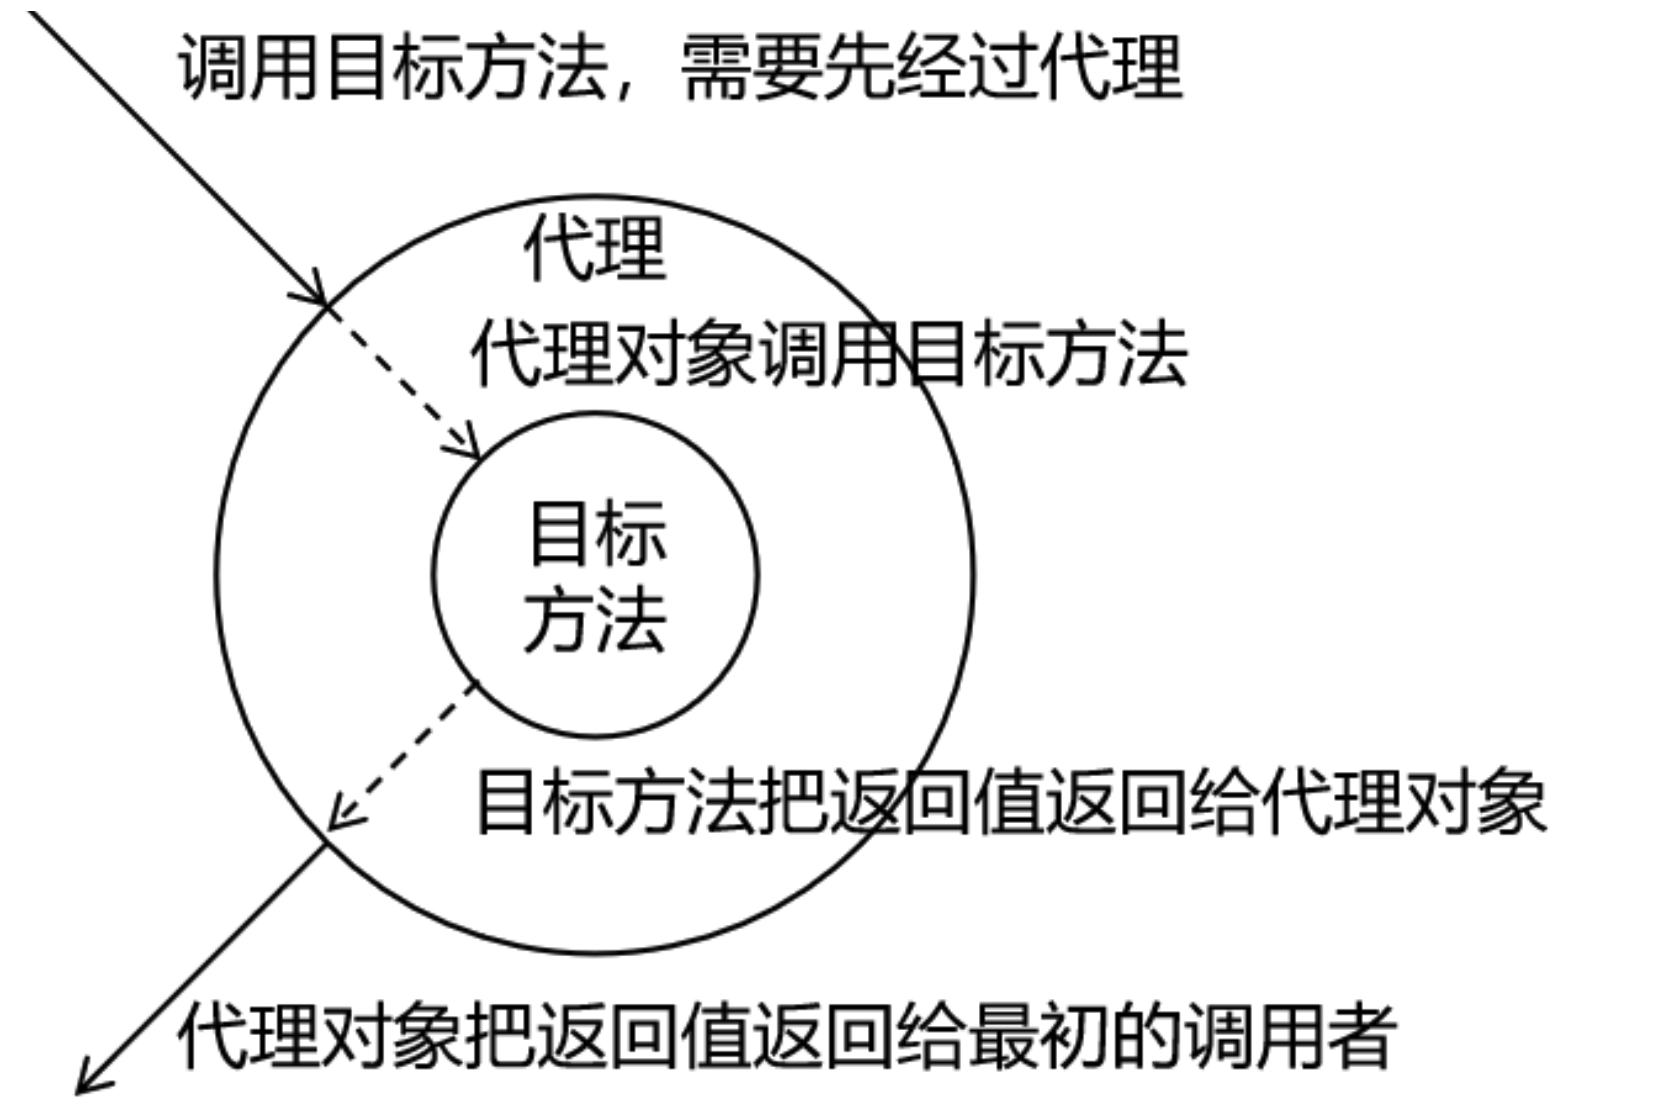 调用目标方法，需要先经过代理
代理
代理对象调用目标方法
目标
方法
目标方法把返回值返回给代理对象
代理对象把返回值返回给最初的调用者